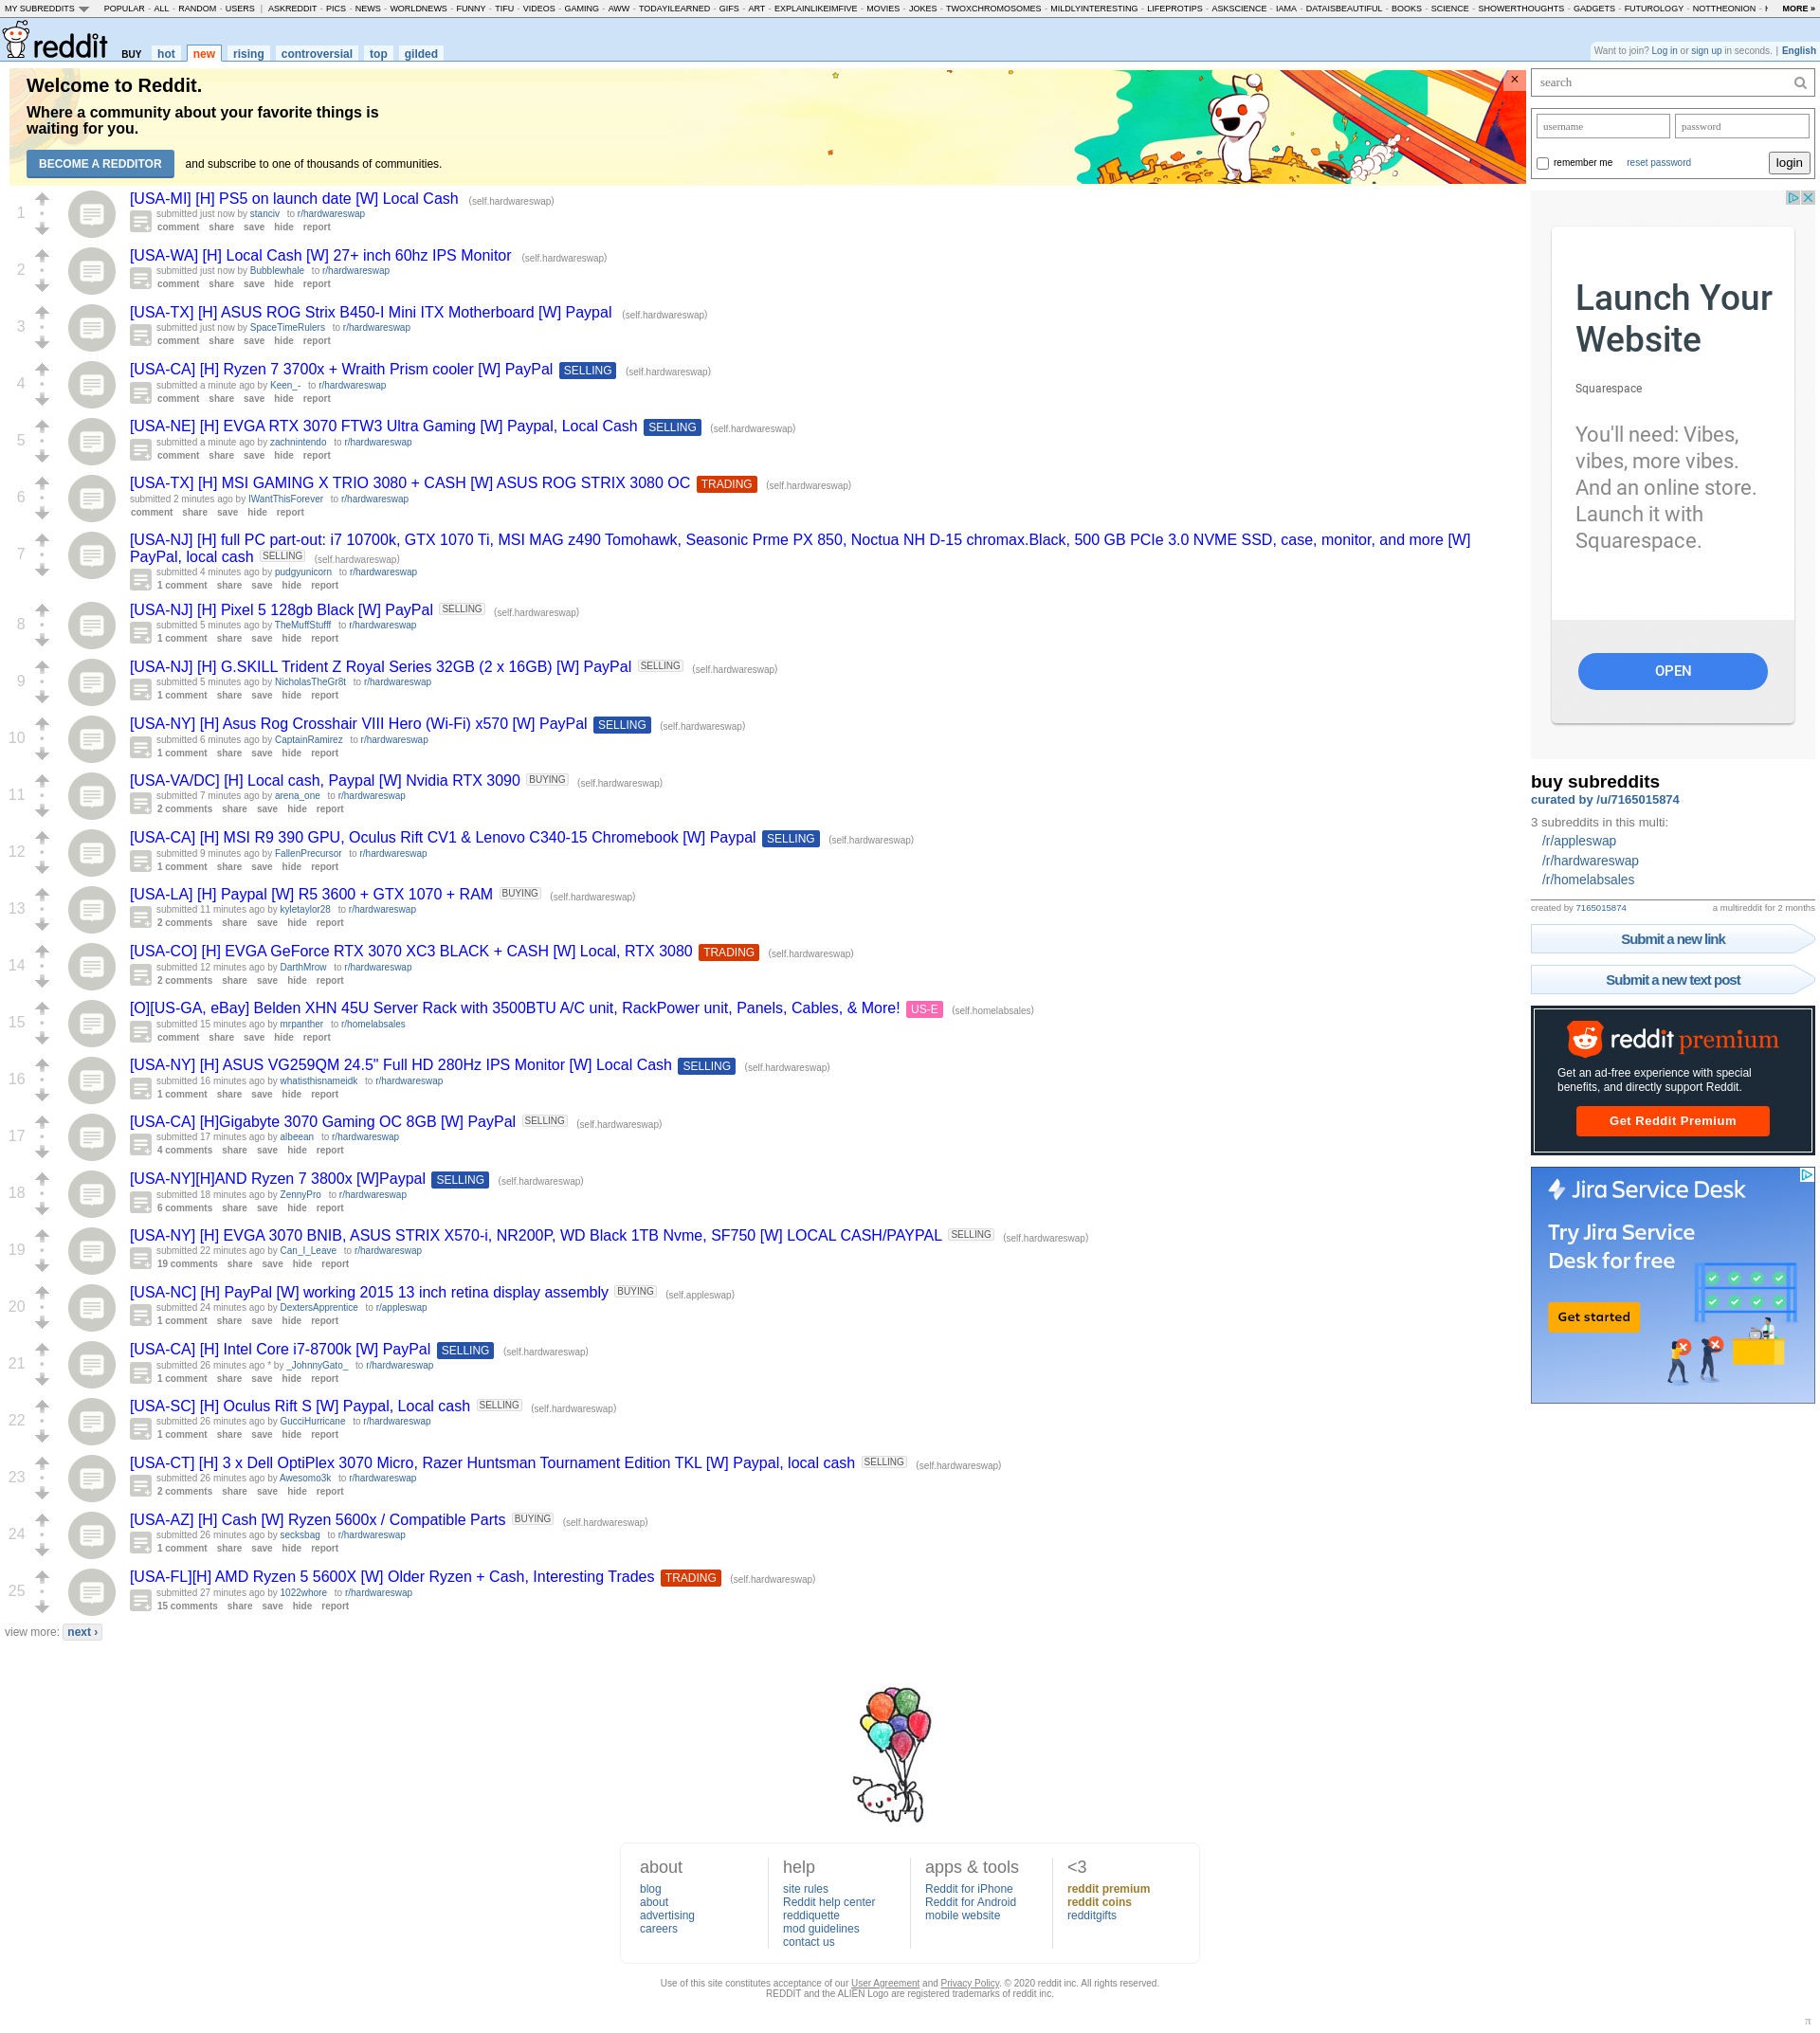 MY SUBREDDITS POPULAR - ALL - RANDOM - USERS | ASKREDDIT - PICS - NEWS - WORLDNEWS - FUNNY - TIFU - VIDEOS - GAMING - AWW - TODAYILEARNED - GIFS - ART - EXPLAINLIKEIMFIVE - MOVIES - JOKES - TWOXCHROMOSOMES - MILDLYINTERESTING - LIFEPROTIPS - ASKSCIENCE - IAMA - DATAISBEAUTIFUL - BOOKS - SCIENCE - SHOWERTHOUGHTS - GADGETS - FUTUROLOGY - NOTTHEONION - MORE »
reddit BUY hot new rising controversial top gilded
Want to join? Log in or sign up in seconds. | English
Welcome to Reddit.
Where a community about your favorite things is
waiting for you.
BECOME A REDDITOR and subscribe to one of thousands of communities.
×
1
[USA-MI] [H] PS5 on launch date [W] Local Cash (self.hardwareswap)
submitted just now by stanciv to r/hardwareswap
comment share save hide report
2
[USA-WA] [H] Local Cash [W] 27+ inch 60hz IPS Monitor (self.hardwareswap)
submitted just now by Bubblewhale to r/hardwareswap
comment share save hide report
3
[USA-TX] [H] ASUS ROG Strix B450-I Mini ITX Motherboard [W] Paypal (self.hardwareswap)
submitted just now by SpaceTimeRulers to r/hardwareswap
comment share save hide report
4
[USA-CA] [H] Ryzen 7 3700x + Wraith Prism cooler [W] PayPal SELLING (self.hardwareswap)
submitted a minute ago by Keen_- to r/hardwareswap
comment share save hide report
5
[USA-NE] [H] EVGA RTX 3070 FTW3 Ultra Gaming [W] Paypal, Local Cash SELLING (self.hardwareswap)
submitted a minute ago by zachnintendo to r/hardwareswap
comment share save hide report
6
[USA-TX] [H] MSI GAMING X TRIO 3080 + CASH [W] ASUS ROG STRIX 3080 OC TRADING (self.hardwareswap)
submitted 2 minutes ago by IWantThisForever to r/hardwareswap
comment share save hide report
7
[USA-NJ] [H] full PC part-out: i7 10700k, GTX 1070 Ti, MSI MAG z490 Tomohawk, Seasonic Prme PX 850, Noctua NH D-15 chromax.Black, 500 GB PCIe 3.0 NVME SSD, case, monitor, and more [W]
PayPal, local cash SELLING (self.hardwareswap)
submitted 4 minutes ago by pudgyunicorn to r/hardwareswap
1 comment share save hide report
8
[USA-NJ] [H] Pixel 5 128gb Black [W] PayPal SELLING (self.hardwareswap)
submitted 5 minutes ago by TheMuffStufff to r/hardwareswap
1 comment share save hide report
9
[USA-NJ] [H] G.SKILL Trident Z Royal Series 32GB (2 x 16GB) [W] PayPal SELLING (self.hardwareswap)
submitted 5 minutes ago by NicholasTheGr8t to r/hardwareswap
1 comment share save hide report
10
[USA-NY] [H] Asus Rog Crosshair VIII Hero (Wi-Fi) x570 [W] PayPal SELLING (self.hardwareswap)
submitted 6 minutes ago by CaptainRamirez to r/hardwareswap
1 comment share save hide report
11
[USA-VA/DC] [H] Local cash, Paypal [W] Nvidia RTX 3090 BUYING (self.hardwareswap)
submitted 7 minutes ago by arena_one to r/hardwareswap
2 comments share save hide report
12
[USA-CA] [H] MSI R9 390 GPU, Oculus Rift CV1 & Lenovo C340-15 Chromebook [W] Paypal SELLING (self.hardwareswap)
submitted 9 minutes ago by FallenPrecursor to r/hardwareswap
1 comment share save hide report
13
[USA-LA] [H] Paypal [W] R5 3600 + GTX 1070 + RAM BUYING (self.hardwareswap)
submitted 11 minutes ago by kyletaylor28 to r/hardwareswap
2 comments share save hide report
14
[USA-CO] [H] EVGA GeForce RTX 3070 XC3 BLACK + CASH [W] Local, RTX 3080 TRADING (self.hardwareswap)
submitted 12 minutes ago by DarthMrow to r/hardwareswap
2 comments share save hide report
15
[O][US-GA, eBay] Belden XHN 45U Server Rack with 3500BTU A/C unit, RackPower unit, Panels, Cables, & More! US-E (self.homelabsales)
submitted 15 minutes ago by mrpanther to r/homelabsales
comment share save hide report
16
[USA-NY] [H] ASUS VG259QM 24.5" Full HD 280Hz IPS Monitor [W] Local Cash SELLING (self.hardwareswap)
submitted 16 minutes ago by whatisthisnameidk to r/hardwareswap
1 comment share save hide report
17
[USA-CA] [H]Gigabyte 3070 Gaming OC 8GB [W] PayPal SELLING (self.hardwareswap)
submitted 17 minutes ago by albeean to r/hardwareswap
4 comments share save hide report
18
[USA-NY][H]AND Ryzen 7 3800x [W]Paypal SELLING (self.hardwareswap)
submitted 18 minutes ago by ZennyPro to r/hardwareswap
6 comments share save hide report
19
[USA-NY] [H] EVGA 3070 BNIB, ASUS STRIX X570-i, NR200P, WD Black 1TB Nvme, SF750 [W] LOCAL CASH/PAYPAL SELLING (self.hardwareswap)
submitted 22 minutes ago by Can_I_Leave to r/hardwareswap
19 comments share save hide report
20
[USA-NC] [H] PayPal [W] working 2015 13 inch retina display assembly BUYING (self.appleswap)
submitted 24 minutes ago by DextersApprentice to r/appleswap
1 comment share save hide report
21
[USA-CA] [H] Intel Core i7-8700k [W] PayPal SELLING (self.hardwareswap)
submitted 26 minutes ago * by _JohnnyGato_ to r/hardwareswap
1 comment share save hide report
22
[USA-SC] [H] Oculus Rift S [W] Paypal, Local cash SELLING (self.hardwareswap)
submitted 26 minutes ago by GucciHurricane to r/hardwareswap
1 comment share save hide report
23
[USA-CT] [H] 3 x Dell OptiPlex 3070 Micro, Razer Huntsman Tournament Edition TKL [W] Paypal, local cash SELLING (self.hardwareswap)
submitted 26 minutes ago by Awesomo3k to r/hardwareswap
2 comments share save hide report
24
[USA-AZ] [H] Cash [W] Ryzen 5600x / Compatible Parts BUYING (self.hardwareswap)
submitted 26 minutes ago by secksbag to r/hardwareswap
1 comment share save hide report
25
[USA-FL][H] AMD Ryzen 5 5600X [W] Older Ryzen + Cash, Interesting Trades TRADING (self.hardwareswap)
submitted 27 minutes ago by 1022whore to r/hardwareswap
15 comments share save hide report
view more: next ›
search
username password
remember me reset password login
Launch Your
Website
Squarespace
You'll need: Vibes,
vibes, more vibes.
And an online store.
Launch it with
Squarespace.
OPEN
buy subreddits
curated by /u/7165015874
3 subreddits in this multi:
/r/appleswap
/r/hardwareswap
/r/homelabsales
created by 7165015874 a multireddit for 2 months
Submit a new link
Submit a new text post
reddit premium
Get an ad-free experience with special
benefits, and directly support Reddit.
Get Reddit Premium
Jira Service Desk
Try Jira Service
Desk for free
Get started
about
blog
about
advertising
careers
help
site rules
Reddit help center
reddiquette
mod guidelines
contact us
apps & tools
Reddit for iPhone
Reddit for Android
mobile website
<3
reddit premium
reddit coins
redditgifts
Use of this site constitutes acceptance of our User Agreement and Privacy Policy. © 2020 reddit inc. All rights reserved.
REDDIT and the ALIEN Logo are registered trademarks of reddit inc.
π